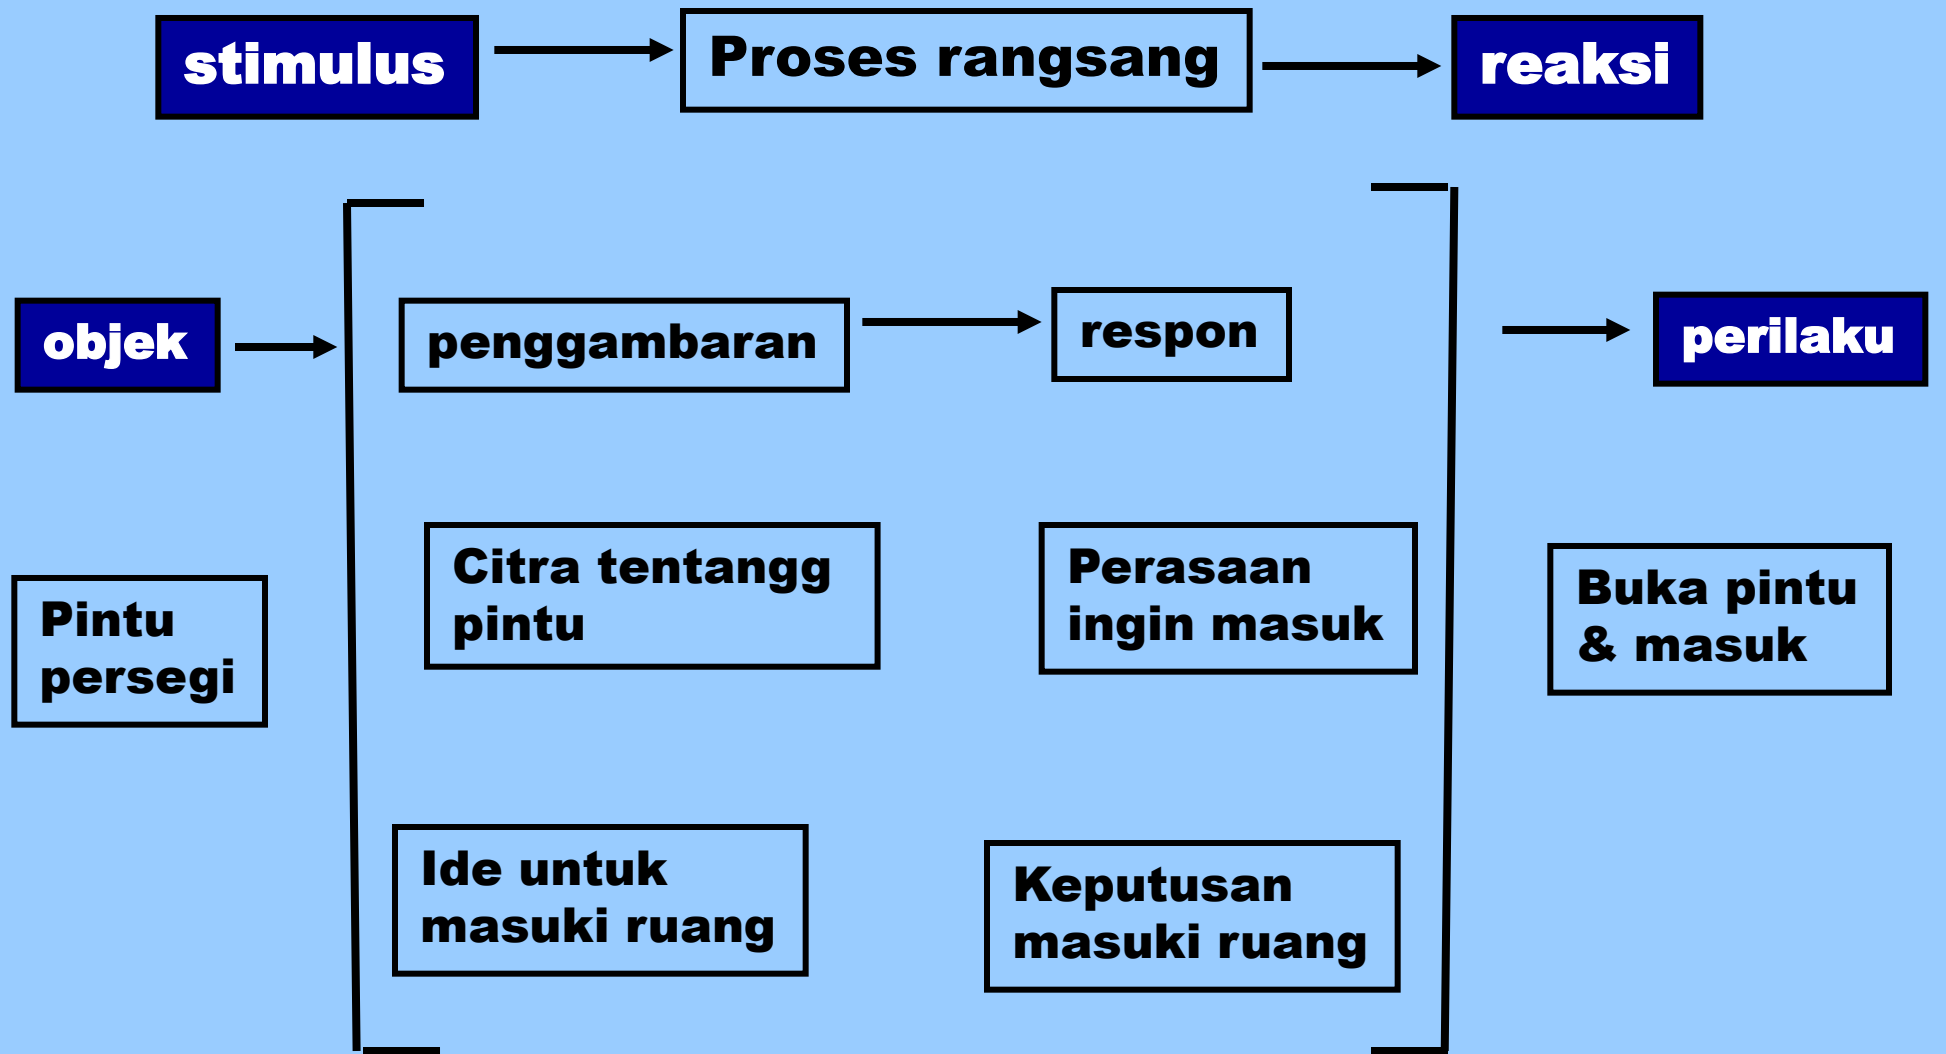 stimulus
Proses rangsang
reaksi
objek
penggambaran
respon
perilaku
Pintu
persegi
Citra tentangg
pintu
Perasaan
ingin masuk
Buka pintu
& masuk
Ide untuk
masuki ruang
Keputusan
masuki ruang